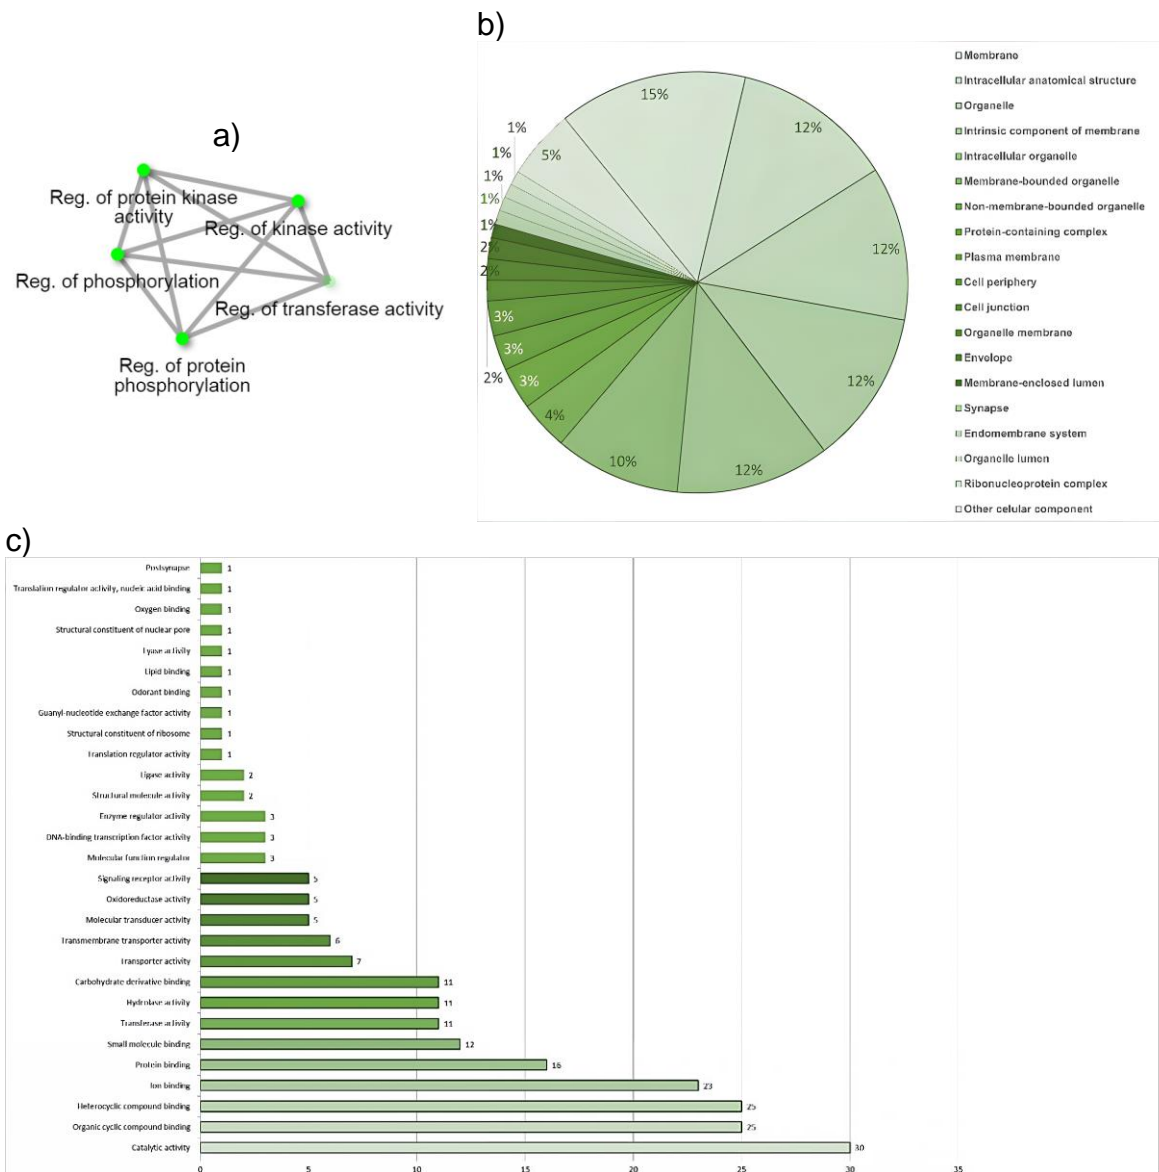 a)
Reg. of protein kinase
activity
Reg. of kinase activity
Reg. of phosphorylation
Reg. of transferase activity
Reg. of protein
phosphorylation
b)
15%
12%
12%
12%
12%
10%
4%
3%
3%
3%
2%
2%
2%
1%
1%
1%
1%
1%
5%
Membrane
Intracellular anatomical structure
Organelle
Intrinsic component of membrane
Intracellular organelle
Membrane-bounded organelle
Non-membrane-bounded organelle
Protein-containing complex
Plasma membrane
Cell periphery
Cell junction
Organelle membrane
Envelope
Membrane-enclosed lumen
Synapse
Endomembrane system
Organelle lumen
Ribonucleoprotein complex
Other celular component
c)
Postsynapse 1
Translation regulator activity, nucleic acid binding 1
Oxygen binding 1
Structural constituent of nuclear pore 1
Lyase activity 1
Lipid binding 1
Odorant binding 1
Guanyl-nucleotide exchange factor activity 1
Structural constituent of ribosome 1
Translation regulator activity 1
Ligase activity 2
Structural molecule activity 2
Enzyme regulator activity 3
DNA-binding transcription factor activity 3
Molecular function regulator 3
Signaling receptor activity 5
Oxidoreductase activity 5
Molecular transducer activity 5
Transmembrane transporter activity 6
Transporter activity 7
Carbohydrate derivative binding 11
Hydrolase activity 11
Transferase activity 11
Small molecule binding 12
Protein binding 16
Ion binding 23
Heterocyclic compound binding 25
Organic cyclic compound binding 25
Catalytic activity 30
0 5 10 15 20 25 30 35